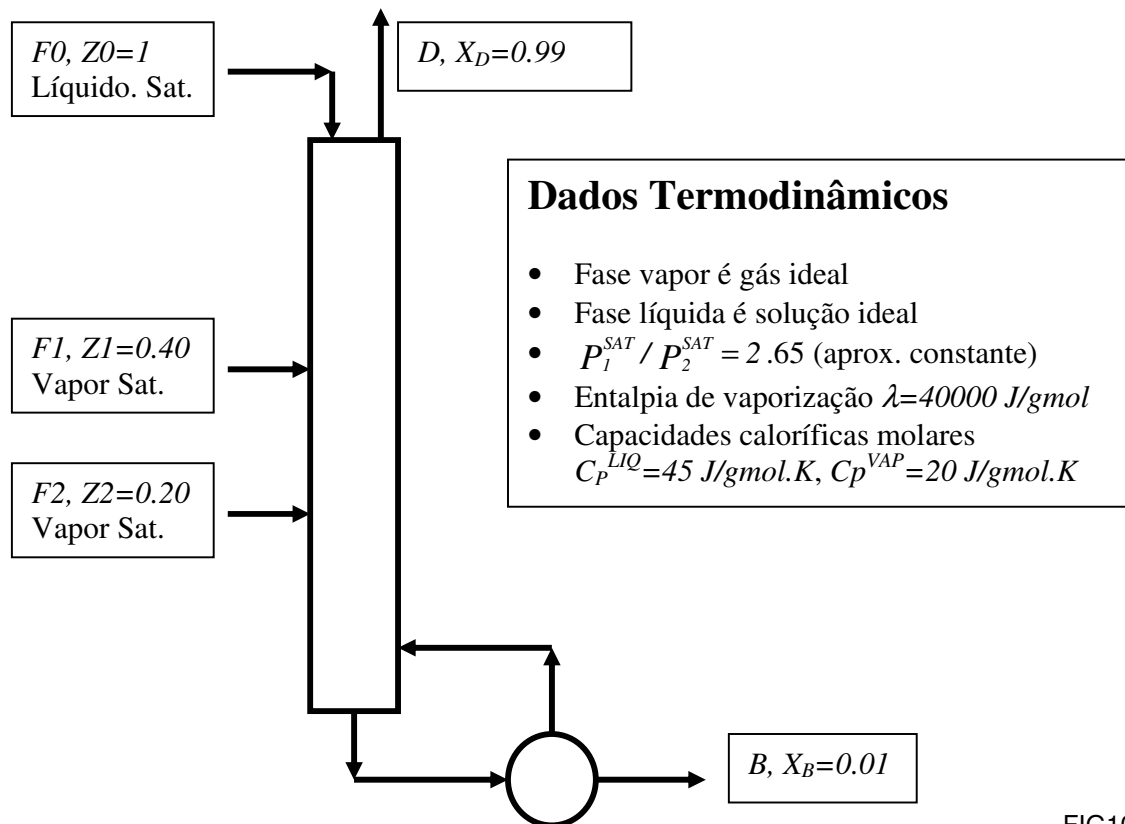 F0, Z0=1
Líquido. Sat.
D, X_D=0.99
Dados Termodinâmicos
• Fase vapor é gás ideal
• Fase líquida é solução ideal
• P_1^{SAT} / P_2^{SAT} = 2 .65 (aprox. constante)
• Entalpia de vaporização λ=40000 J/gmol
• Capacidades caloríficas molares
C_P^{LIQ}=45 J/gmol.K, Cp^{VAP}=20 J/gmol.K
F1, Z1=0.40
Vapor Sat.
F2, Z2=0.20
Vapor Sat.
B, X_B=0.01